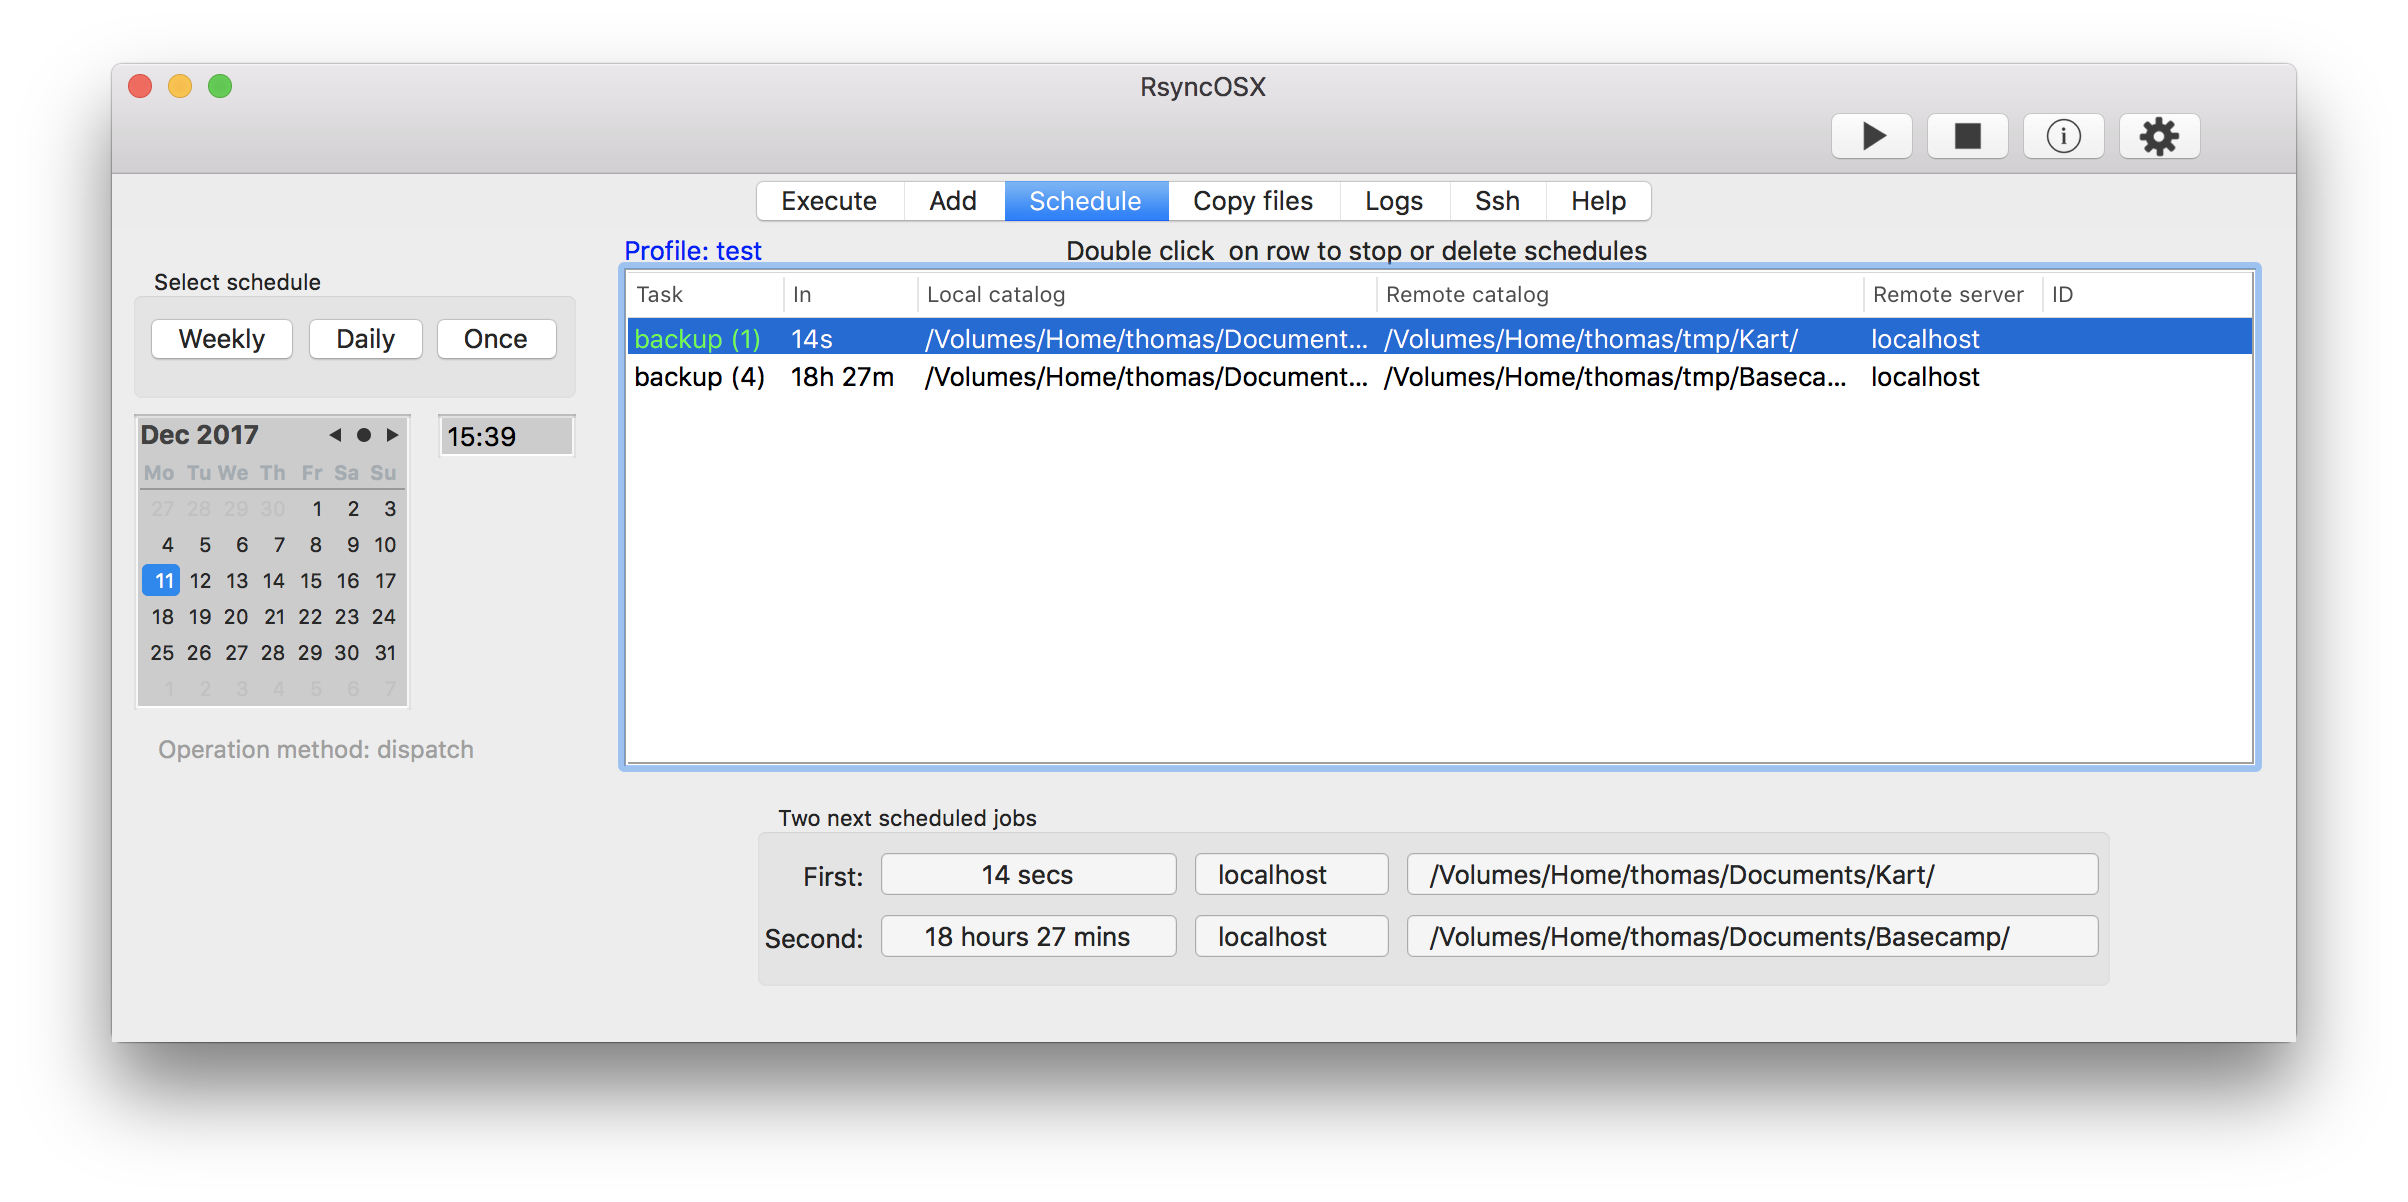 RsyncOSX
Execute Add Schedule Copy files Logs Ssh Help
Profile: test Double click on row to stop or delete schedules
Select schedule
Weekly Daily Once
Task In Local catalog Remote catalog Remote server ID
backup (1) 14s /Volumes/Home/thomas/Document... /Volumes/Home/thomas/tmp/Kart/ localhost
backup (4) 18h 27m /Volumes/Home/thomas/Document... /Volumes/Home/thomas/tmp/Baseca... localhost
Dec 2017 15:39
Mo Tu We Th Fr Sa Su
27 28 29 30 1 2 3
4 5 6 7 8 9 10
11 12 13 14 15 16 17
18 19 20 21 22 23 24
25 26 27 28 29 30 31
1 2 3 4 5 6 7
Operation method: dispatch
Two next scheduled jobs
First: 14 secs localhost /Volumes/Home/thomas/Documents/Kart/
Second: 18 hours 27 mins localhost /Volumes/Home/thomas/Documents/Basecamp/